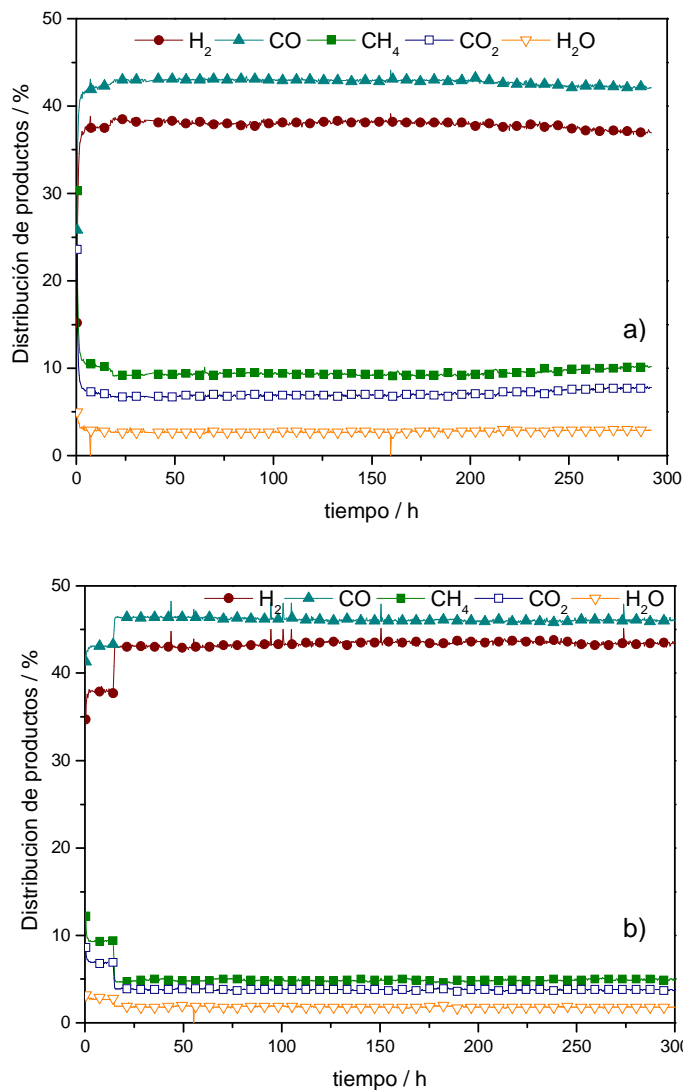 H₂ CO CH₄ CO₂ H₂O
50
40
30
20
10
0
Distribución de productos / %
a)
0 50 100 150 200 250 300
tiempo / h
50
40
30
20
10
0
H₂ CO CH₄ CO₂ H₂O
Distribucion de productos / %
b)
0 50 100 150 200 250 300
tiempo / h